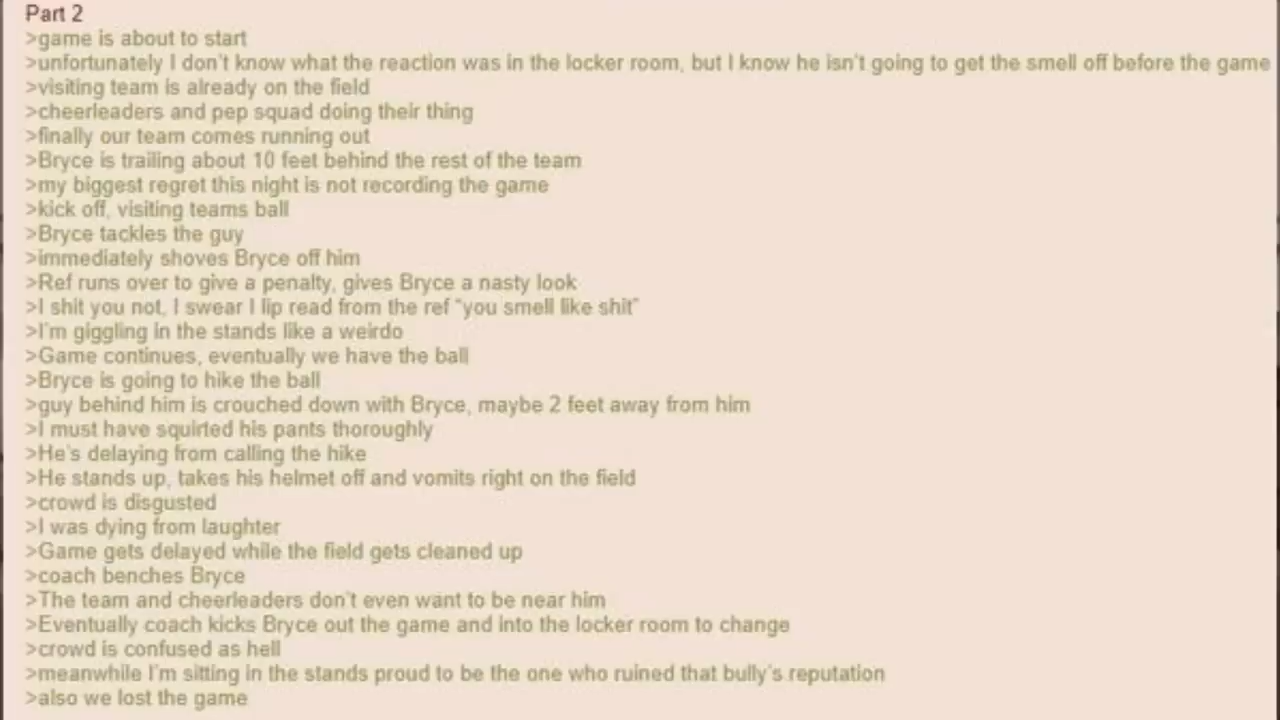 Part 2
>game is about to start
>unfortunately I don't know what the reaction was in the locker room, but I know he isn't going to get the smell off before the game
>visiting team is already on the field
>cheerleaders and pep squad doing their thing
>finally our team comes running out
>Bryce is trailing about 10 feet behind the rest of the team
>my biggest regret this night is not recording the game
>kick off, visiting teams ball
>Bryce tackles the guy
>immediately shoves Bryce off him
>Ref runs over to give a penalty, gives Bryce a nasty look
>I shit you not, I swear I lip read from the ref "you smell like shit"
>I'm giggling in the stands like a weirdo
>Game continues, eventually we have the ball
>Bryce is going to hike the ball
>guy behind him is crouched down with Bryce, maybe 2 feet away from him
>I must have squirted his pants thoroughly
>He's delaying from calling the hike
>He stands up, takes his helmet off and vomits right on the field
>crowd is disgusted
>I was dying from laughter
>Game gets delayed while the field gets cleaned up
>coach benches Bryce
>The team and cheerleaders don't even want to be near him
>Eventually coach kicks Bryce out the game and into the locker room to change
>crowd is confused as hell
>meanwhile I'm sitting in the stands proud to be the one who ruined that bully's reputation
>also we lost the game